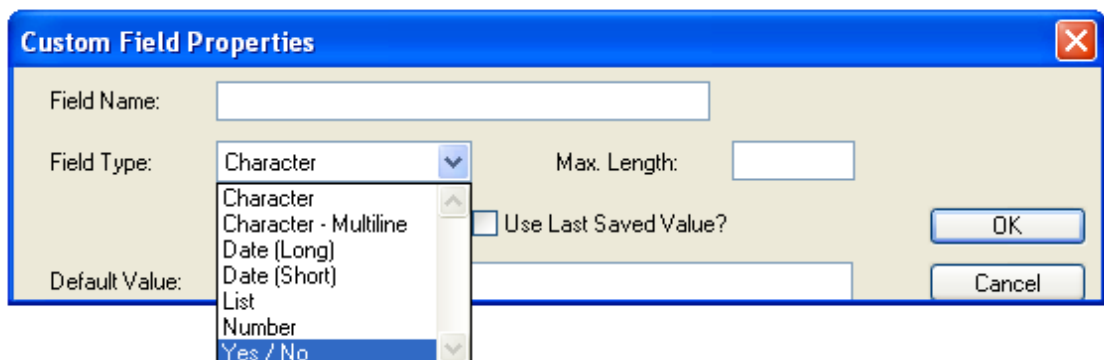 Custom Field Properties
Field Name:
Field Type: Character Max. Length:
Character
Character - Multiline
Use Last Saved Value?
OK
Date (Long)
Date (Short)
Default Value:
Cancel
List
Number
Yes / No